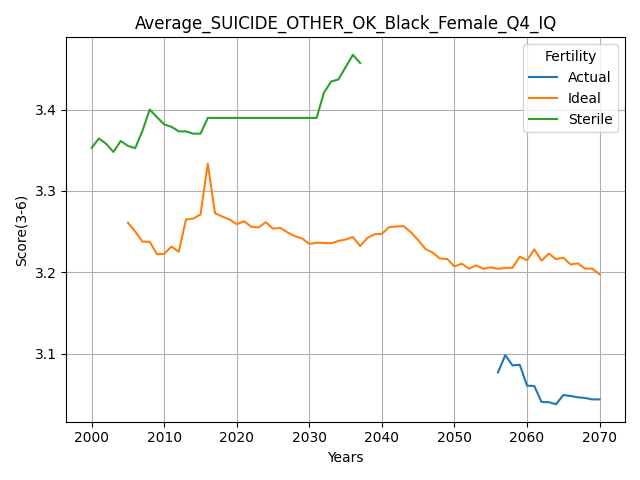 Average_SUICIDE_OTHER_OK_Black_Female_Q4_IQ
Fertility
Actual
Ideal
Sterile
Score(3-6)
3.4
3.3
3.2
3.1
2000 2010 2020 2030 2040 2050 2060 2070
Years